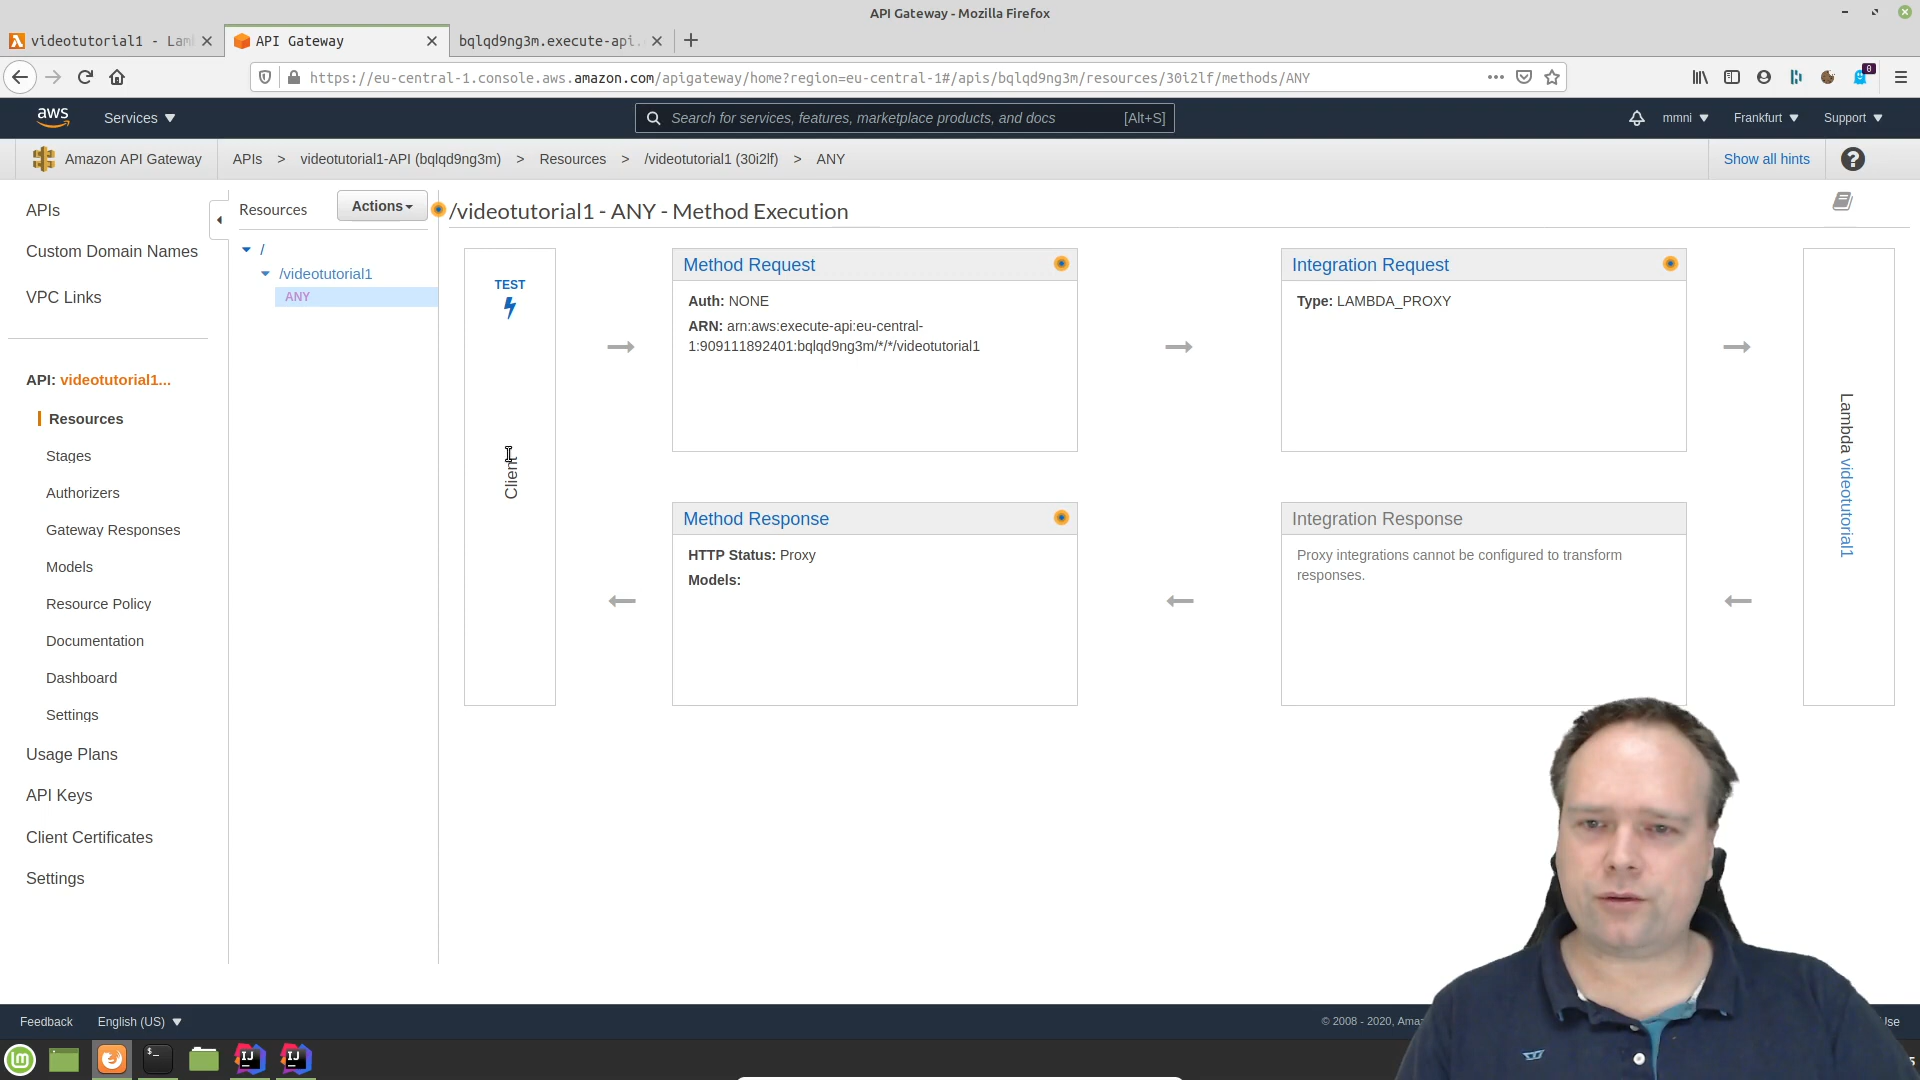 API Gateway - Mozilla Firefox
videotutorial1 - Lam
API Gateway
bqlqd9ng3m.execute-api.
https://eu-central-1.console.aws.amazon.com/apigateway/home?region=eu-central-1#/apis/bqlqd9ng3m/resources/30i2lf/methods/ANY
0
aws
Services
Search for services, features, marketplace products, and docs
[Alt+S]
mmni
Frankfurt
Support
Amazon API Gateway
APIs > videotutorial1-API (bqlqd9ng3m) > Resources > /videotutorial1 (30i2lf) > ANY
Show all hints
?
APIs
Custom Domain Names
VPC Links
API: videotutorial1...
Resources
Stages
Authorizers
Gateway Responses
Models
Resource Policy
Documentation
Dashboard
Settings
Usage Plans
API Keys
Client Certificates
Settings
Resources
Actions
/
/videotutorial1
ANY
/videotutorial1 - ANY - Method Execution
TEST
Client
Method Request
Auth: NONE
ARN: arn:aws:execute-api:eu-central-
1:909111892401:bqlqd9ng3m/*/*/videotutorial1
Integration Request
Type: LAMBDA_PROXY
Method Response
HTTP Status: Proxy
Models:
Integration Response
Proxy integrations cannot be configured to transform
responses.
Lambda videotutorial1
Feedback
English (US)
© 2008 - 2020, Amaz
Use
lm
$_
IJ
IJ
5